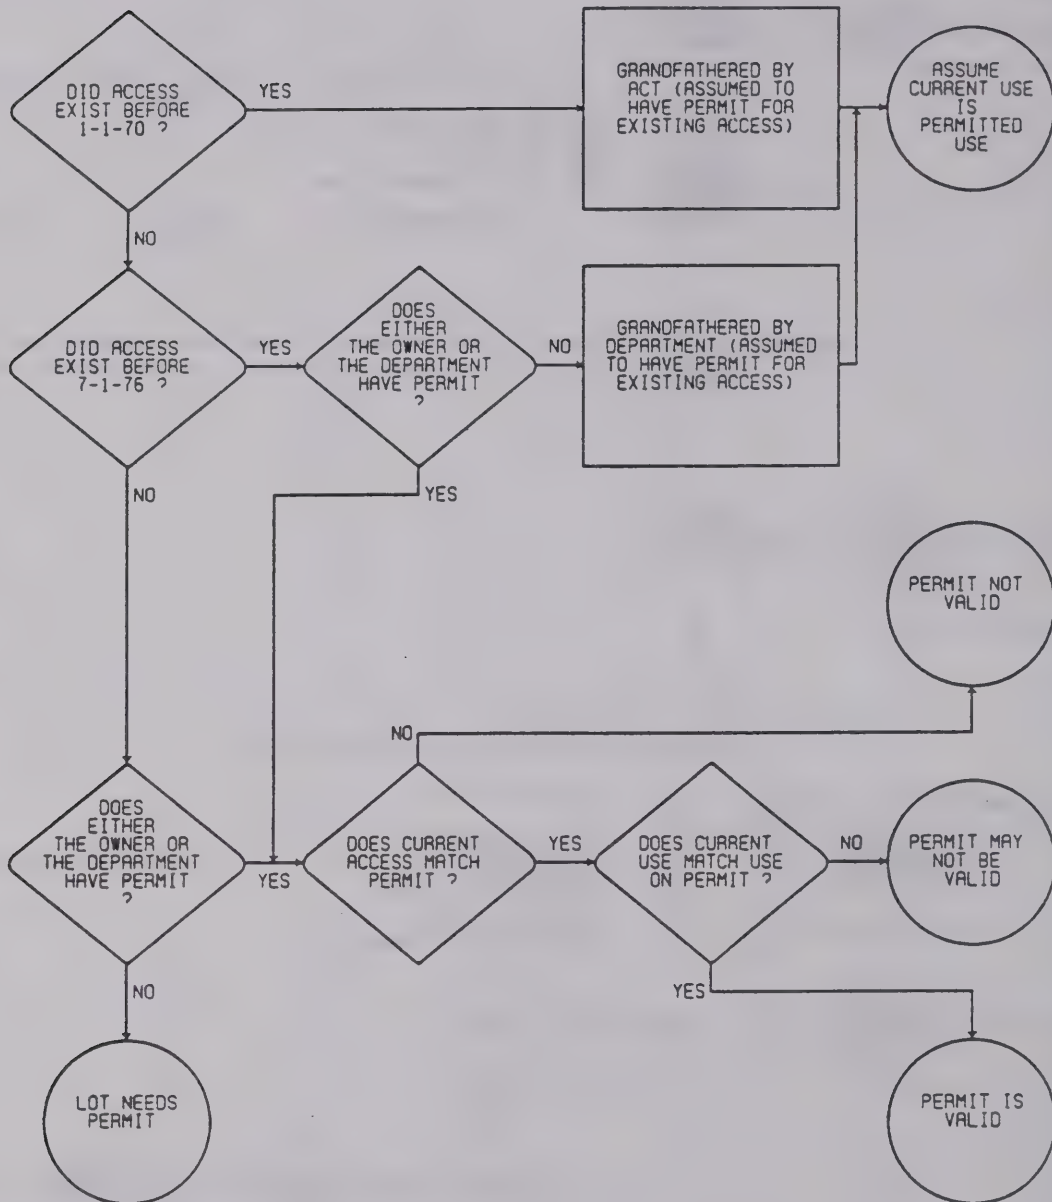 DID ACCESS
EXIST BEFORE
1-1-70 ?
YES
GRANDFATHERED BY
ACT (ASSUMED TO
HAVE PERMIT FOR
EXISTING ACCESS)
ASSUME
CURRENT USE
IS
PERMITTED
USE
NO
DID ACCESS
EXIST BEFORE
7-1-76 ?
YES
DOES
EITHER
THE OWNER OR
THE DEPARTMENT
HAVE PERMIT
?
NO
GRANDFATHERED BY
DEPARTMENT (ASSUMED
TO HAVE PERMIT FOR
EXISTING ACCESS)
NO
YES
PERMIT NOT
VALID
NO
DOES
EITHER
THE OWNER OR
THE DEPARTMENT
HAVE PERMIT
?
YES
DOES CURRENT
ACCESS MATCH
PERMIT ?
YES
DOES CURRENT
USE MATCH USE
ON PERMIT ?
NO
PERMIT MAY
NOT BE
VALID
NO
YES
LOT NEEDS
PERMIT
PERMIT IS
VALID